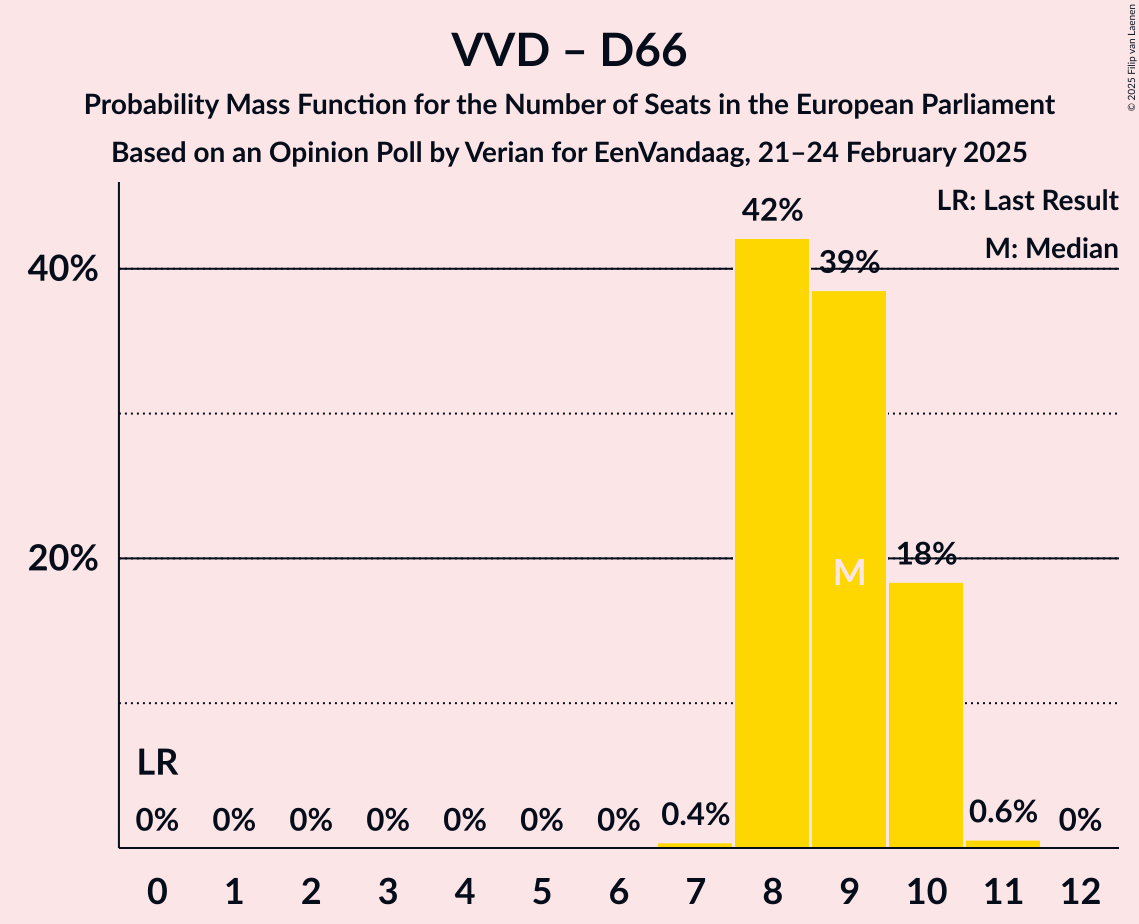 VVD – D66
Probability Mass Function for the Number of Seats in the European Parliament
Based on an Opinion Poll by Verian for EenVandaag, 21–24 February 2025
© 2025 Filip van Laenen
LR: Last Result
M: Median
40%
20%
42%
39%
18%
M
LR
0% 0% 0% 0% 0% 0% 0% 0.4% 0.6% 0%
0 1 2 3 4 5 6 7 8 9 10 11 12